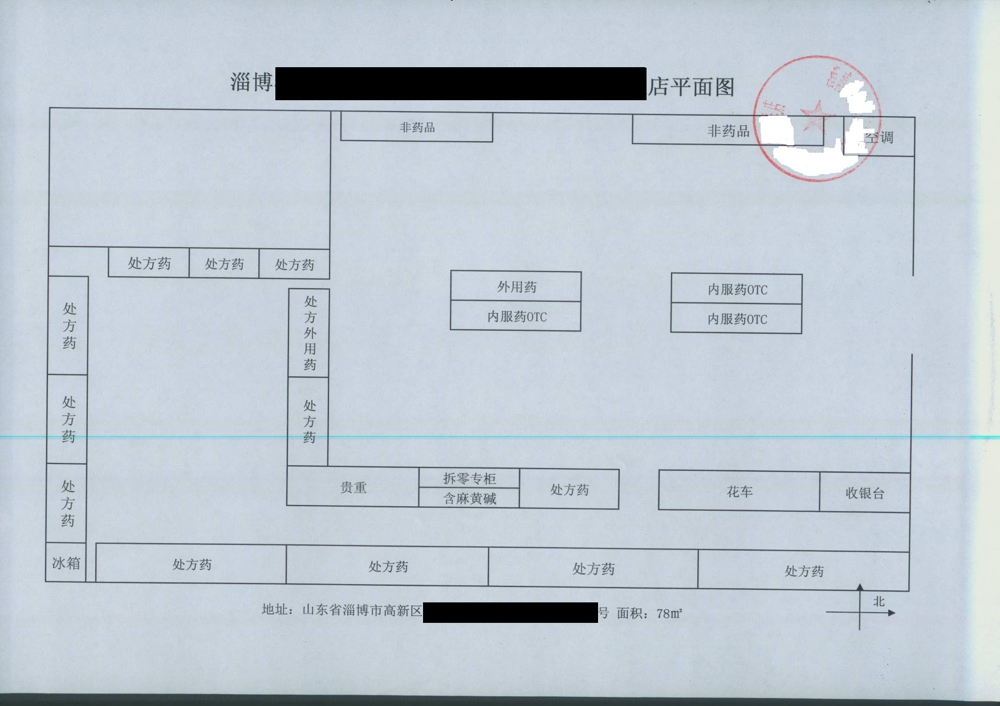 淄博
店平面图
非药品
非药品
空调
处方药
处方药
处方药
外用药
内服药OTC
内服药OTC
内服药OTC
处方药
处方外用药
处方药
处方药
处方药
贵重
拆零专柜
含麻黄碱
处方药
花车
收银台
冰箱
处方药
处方药
处方药
处方药
地址：山东省淄博市高新区
号 面积：78㎡
北